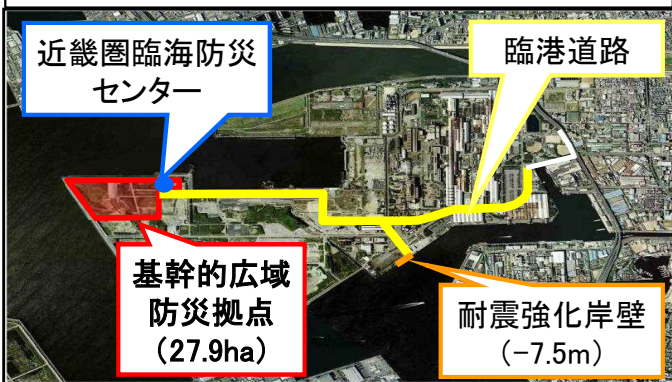 近畿圏臨海防災
センター
臨港道路
基幹的広域
防災拠点
(27.9ha)
耐震強化岸壁
(-7.5m)